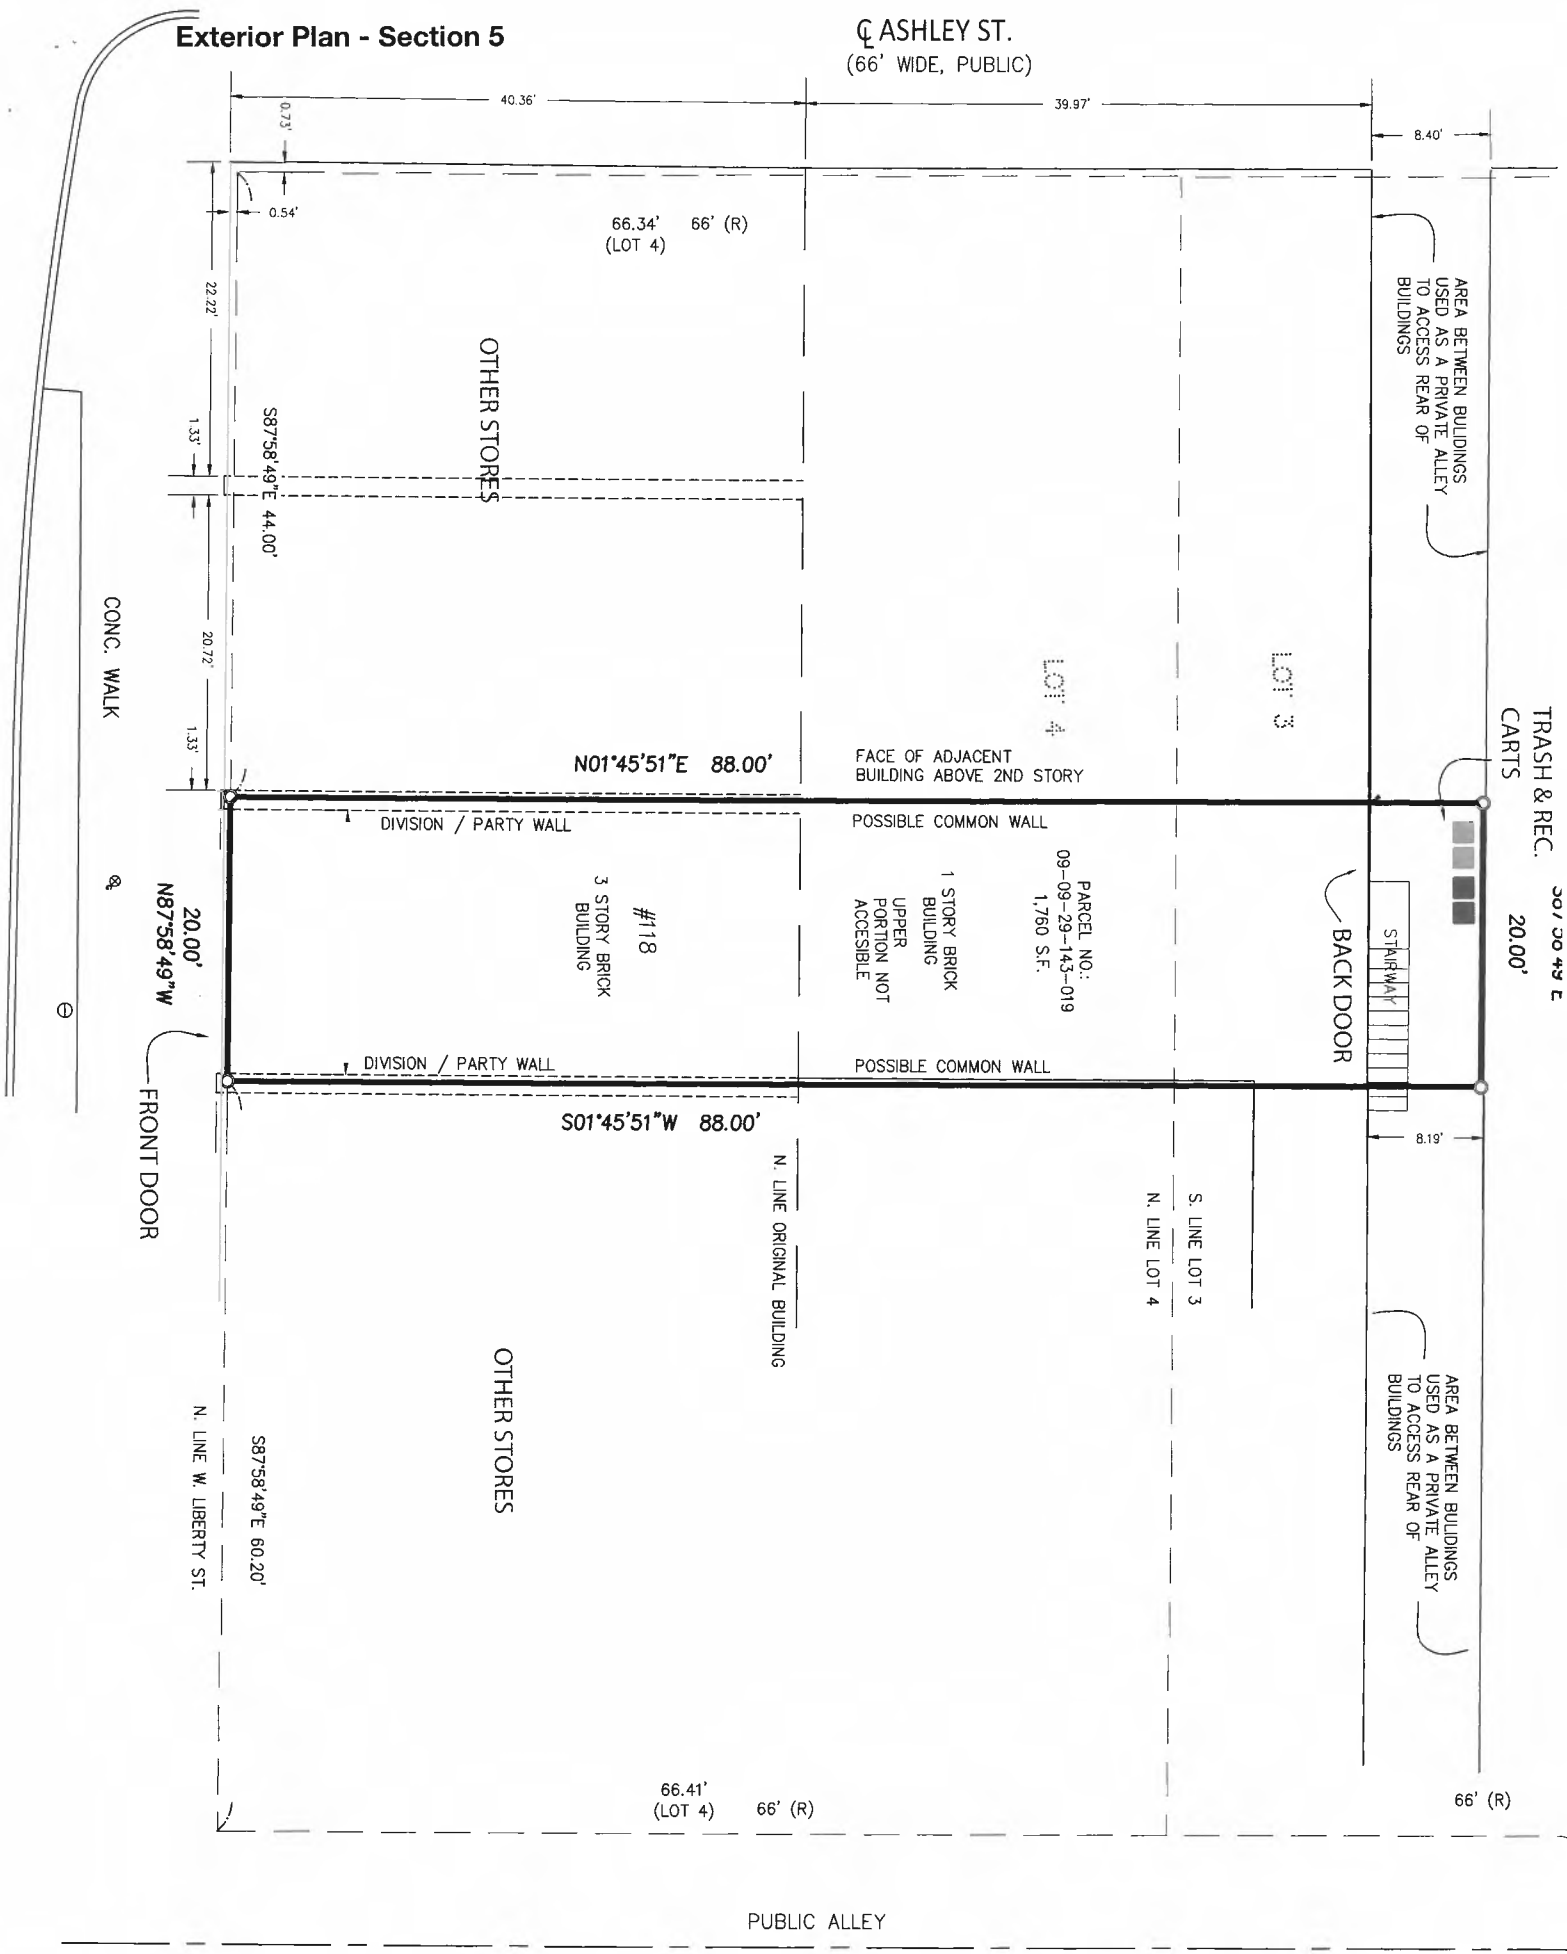 Exterior Plan - Section 5
℄ ASHLEY ST.
(66' WIDE, PUBLIC)
40.36'
39.97'
8.40'
0.73'
0.54'
66.34' 66' (R)
(LOT 4)
22.22'
1.33'
20.72'
1.33'
S87°58'49"E 44.00'
OTHER STORES
AREA BETWEEN BULIDINGS
USED AS A PRIVATE ALLEY
TO ACCESS REAR OF
BUILDINGS
CONC. WALK
LOT 4
LOT 3
TRASH & REC.
CARTS
20.00'
N01°45'51"E 88.00'
FACE OF ADJACENT
BUILDING ABOVE 2ND STORY
DIVISION / PARTY WALL
POSSIBLE COMMON WALL
PARCEL NO.:
09-09-29-143-019
1,760 S.F.
1 STORY BRICK
BUILDING
UPPER
PORTION NOT
ACCESIBLE
#118
3 STORY BRICK
BUILDING
20.00'
N87°58'49"W
STAIRWAY
BACK DOOR
FRONT DOOR
DIVISION / PARTY WALL
POSSIBLE COMMON WALL
S01°45'51"W 88.00'
8.19'
N. LINE ORIGINAL BUILDING
S. LINE LOT 3
N. LINE LOT 4
OTHER STORES
AREA BETWEEN BULIDINGS
USED AS A PRIVATE ALLEY
TO ACCESS REAR OF
BUILDINGS
S87°58'49"E 60.20'
N. LINE W. LIBERTY ST.
66.41'
(LOT 4) 66' (R)
66' (R)
PUBLIC ALLEY